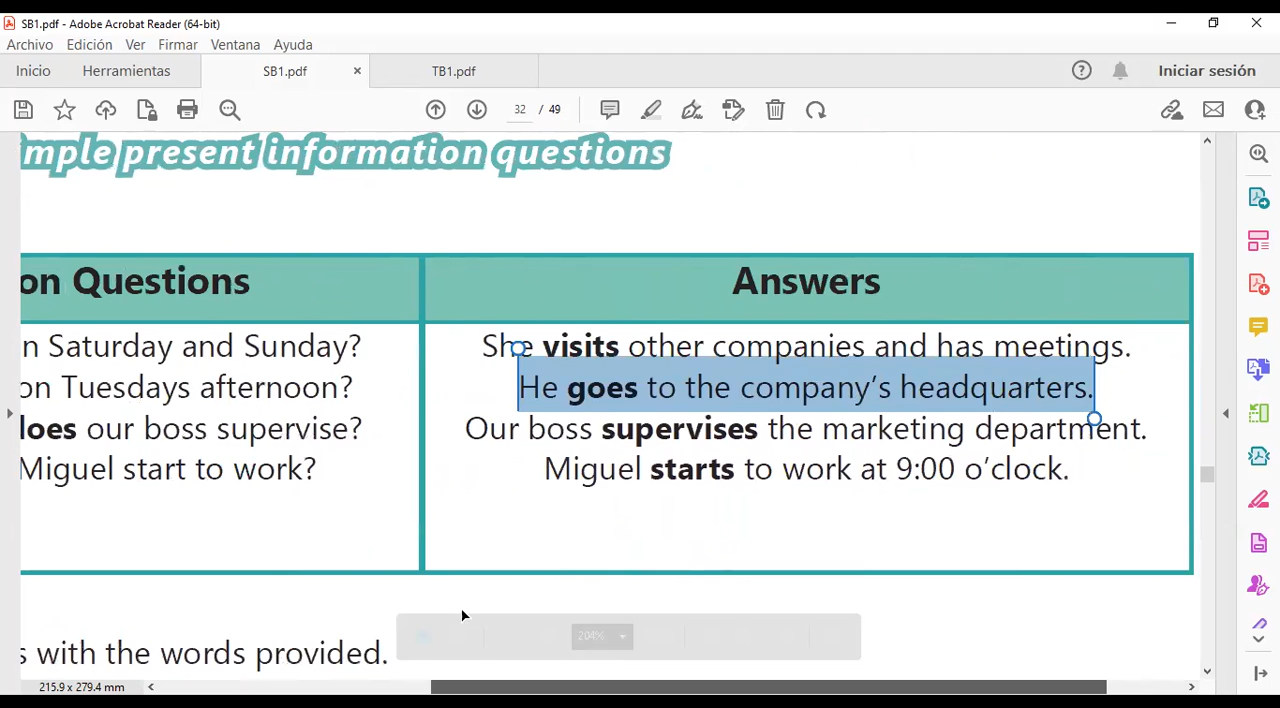 SB1.pdf - Adobe Acrobat Reader (64-bit)
Archivo Edición Ver Firmar Ventana Ayuda
Inicio Herramientas SB1.pdf × TB1.pdf Iniciar sesión
32 / 49
mple present information questions
on Questions Answers
n Saturday and Sunday? She visits other companies and has meetings.
on Tuesdays afternoon? He goes to the company's headquarters.
does our boss supervise? Our boss supervises the marketing department.
Miguel start to work? Miguel starts to work at 9:00 o'clock.
204%
s with the words provided.
215.9 x 279.4 mm